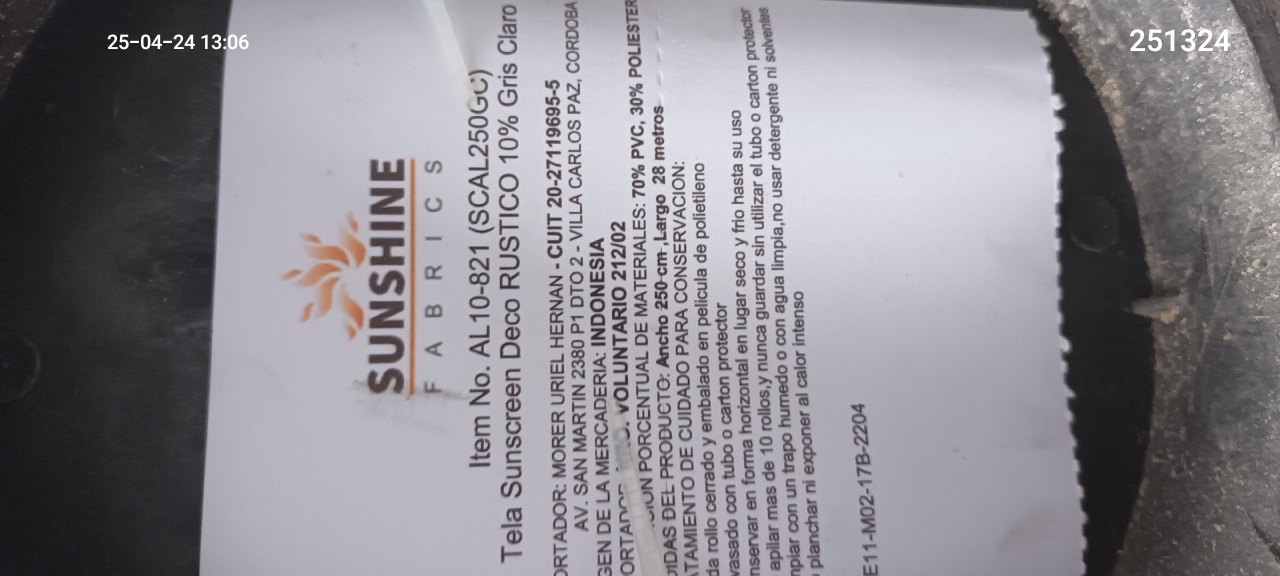 25-04-24 13:06
251324
SUNSHINE
FABRICS
Item No. AL10-821 (SCAL250GC)
Tela Sunscreen Deco RUSTICO 10% Gris Claro
ORTADOR: MORER URIEL HERNAN - CUIT 20-27119695-5
AV. SAN MARTIN 2380 P1 DTO 2 - VILLA CARLOS PAZ, CORDOBA
GEN DE LA MERCADERIA: INDONESIA
VOLUNTARIO 212/02
PORCENTUAL DE MATERIALES: 70% PVC, 30% POLIESTER
IDAS DEL PRODUCTO: Ancho 250 cm ,Largo 28 metros
TAMIENTO DE CUIDADO PARA CONSERVACION:
da rollo cerrado y embalado en pelicula de polietileno
vasado con tubo o carton protector
nservar en forma horizontal en lugar seco y frio hasta su uso
apilar mas de 10 rollos,y nunca guardar sin utilizar el tubo o carton protector
mpiar con un trapo humedo o con agua limpia,no usar detergente ni solventes
planchar ni exponer al calor intenso
E11-M02-17B-2204